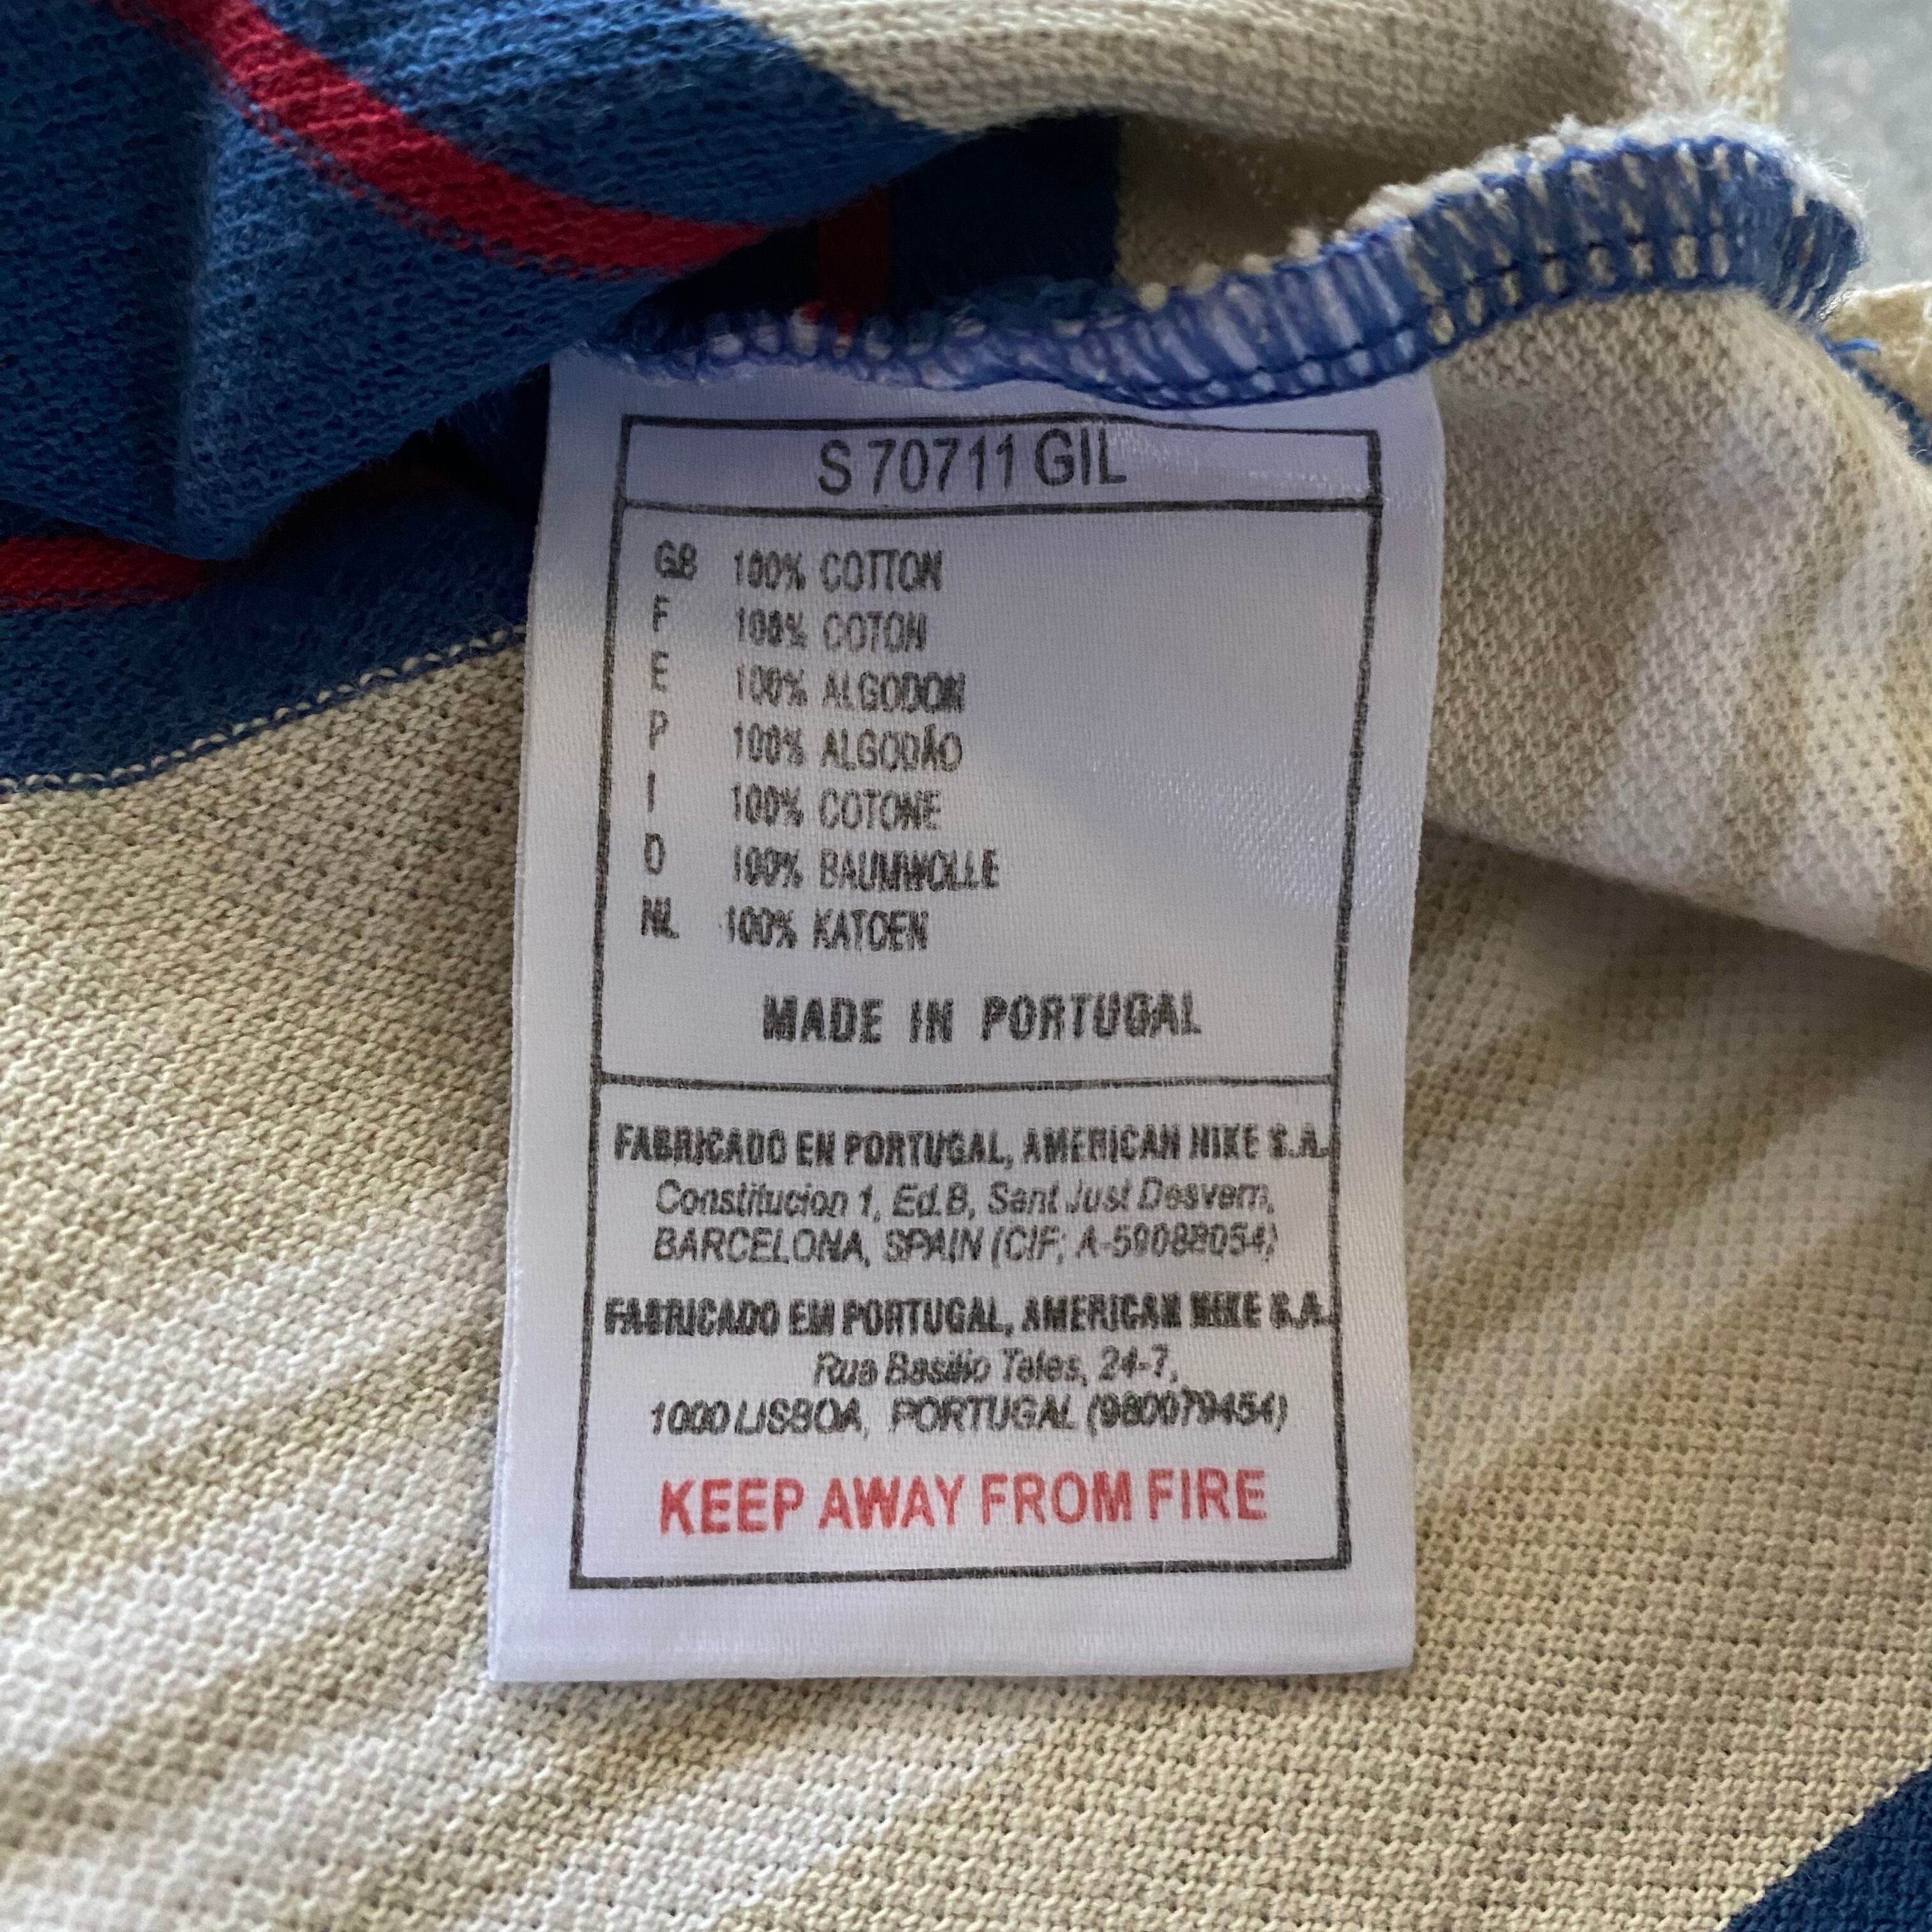 S 70711 GIL
GB 100% COTTON
F 100% COTON
E 100% ALGODON
P 100% ALGODÃO
I 100% COTONE
D 100% BAUMWOLLE
NL 100% KATOEN
MADE IN PORTUGAL
FABRICADO EN PORTUGAL, AMERICAN NIKE S.A.
Constitucion 1, Ed.B, Sant Just Desvern,
BARCELONA, SPAIN (CIF; A-59088054)
FABRICADO EM PORTUGAL, AMERICAN NIKE S.A.
Rua Basilio Teles, 24-7,
1000 LISBOA, PORTUGAL (980079454)
KEEP AWAY FROM FIRE